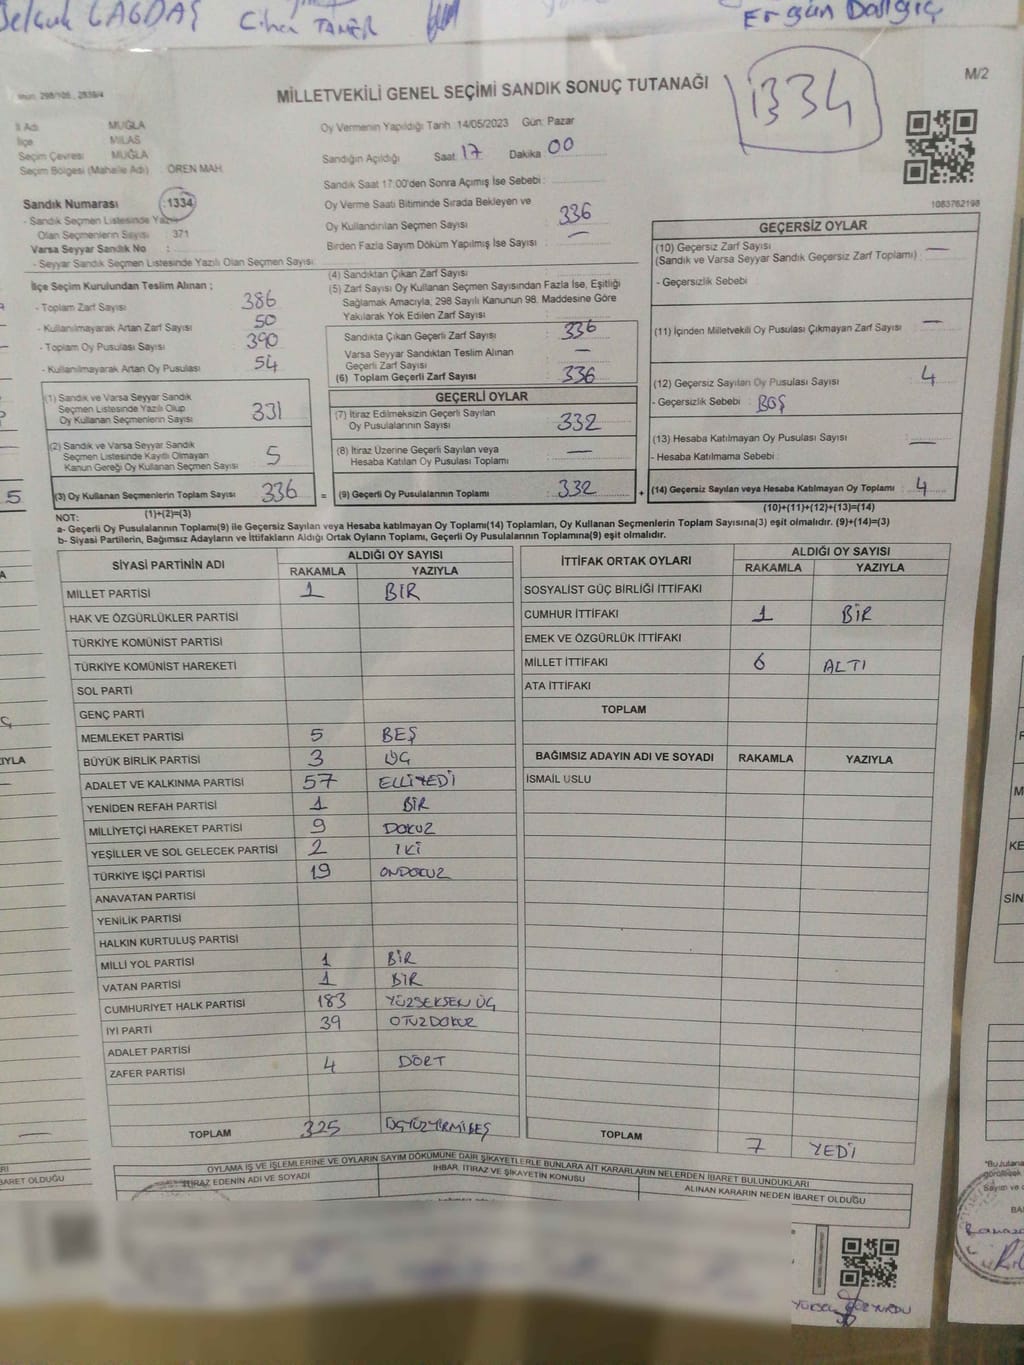 Selçuk ÇAĞDAŞ Cihan TAMER Ergün Dalgıç
MİLLETVEKİLİ GENEL SEÇİMİ SANDIK SONUÇ TUTANAĞI
1334
M/2
İl Adı MUĞLA
İlçe MİLAS
Seçim Çevresi MUĞLA
Seçim Bölgesi (Mahalle Adı) : ÖREN MAH.
Sandık Numarası :1334
- Sandık Seçmen Listesinde Yazılı
Olan Seçmenlerin Sayısı : 371
Varsa Seyyar Sandık No :
- Seyyar Sandık Seçmen Listesinde Yazılı Olan Seçmen Sayısı :
Oy Vermenin Yapıldığı Tarih :14/05/2023 Gün: Pazar
Sandığın Açıldığı Saat 17 Dakika 00
Sandık Saat 17:00'den Sonra Açımış İse Sebebi :
Oy Verme Saati Bitiminde Sırada Bekleyen ve
Oy Kullandırılan Seçmen Sayısı : 336
Birden Fazla Sayım Döküm Yapılmış İse Sayısı : —
1083762198
İlçe Seçim Kurulundan Teslim Alınan ;
- Toplam Zarf Sayısı 386
- Kullanılmayarak Artan Zarf Sayısı 50
- Toplam Oy Pusulası Sayısı 390
- Kullanılmayarak Artan Oy Pusulası 54
(1) Sandık ve Varsa Seyyar Sandık
Seçmen Listesinde Yazılı Olup
Oy Kullanan Seçmenlerin Sayısı : 331
(2) Sandık ve Varsa Seyyar Sandık
Seçmen Listesinde Kayıtlı Olmayan
Kanun Gereği Oy Kullanan Seçmen Sayısı : 5
(3) Oy Kullanan Seçmenlerin Toplam Sayısı 336 =
(1)+(2)=(3)
(4) Sandıktan Çıkan Zarf Sayısı :
(5) Zarf Sayısı Oy Kullanan Seçmen Sayısından Fazla İse, Eşitliği
Sağlamak Amacıyla, 298 Sayılı Kanunun 98. Maddesine Göre
Yakılarak Yok Edilen Zarf Sayısı :
Sandıkta Çıkan Geçerli Zarf Sayısı : 336
Varsa Seyyar Sandıktan Teslim Alınan
Geçerli Zarf Sayısı : —
(6) Toplam Geçerli Zarf Sayısı : 336
GEÇERLİ OYLAR
(7) İtiraz Edilmeksizin Geçerli Sayılan
Oy Pusulalarının Sayısı : 332
(8) İtiraz Üzerine Geçerli Sayılan veya
Hesaba Katılan Oy Pusulası Toplamı : —
(9) Geçerli Oy Pusulalarının Toplamı : 332 +
GEÇERSİZ OYLAR
(10) Geçersiz Zarf Sayısı
(Sandık ve Varsa Seyyar Sandık Geçersiz Zarf Toplamı) : —
- Geçersizlik Sebebi
(11) İçinden Milletvekili Oy Pusulası Çıkmayan Zarf Sayısı : —
(12) Geçersiz Sayılan Oy Pusulası Sayısı : 4
- Geçersizlik Sebebi : BOŞ
(13) Hesaba Katılmayan Oy Pusulası Sayısı : —
- Hesaba Katılmama Sebebi :
(14) Geçersiz Sayılan veya Hesaba Katılmayan Oy Toplamı : 4
(10)+(11)+(12)+(13)=(14)
NOT:
a- Geçerli Oy Pusulalarının Toplamı(9) ile Geçersiz Sayılan veya Hesaba katılmayan Oy Toplamı(14) Toplamları, Oy Kullanan Seçmenlerin Toplam Sayısına(3) eşit olmalıdır. (9)+(14)=(3)
b- Siyasi Partilerin, Bağımsız Adayların ve İttifakların Aldığı Ortak Oyların Toplamı, Geçerli Oy Pusulalarının Toplamına(9) eşit olmalıdır.
SİYASİ PARTİNİN ADI ALDIĞI OY SAYISI
RAKAMLA YAZIYLA
MİLLET PARTİSİ 1 BİR
HAK VE ÖZGÜRLÜKLER PARTİSİ
TÜRKİYE KOMÜNİST PARTİSİ
TÜRKİYE KOMÜNİST HAREKETİ
SOL PARTİ
GENÇ PARTİ
MEMLEKET PARTİSİ 5 BEŞ
BÜYÜK BİRLİK PARTİSİ 3 ÜÇ
ADALET VE KALKINMA PARTİSİ 57 ELLİYEDİ
YENİDEN REFAH PARTİSİ 1 BİR
MİLLİYETÇİ HAREKET PARTİSİ 9 DOKUZ
YEŞİLLER VE SOL GELECEK PARTİSİ 2 İKİ
TÜRKİYE İŞÇİ PARTİSİ 19 ONDOKUZ
ANAVATAN PARTİSİ
YENİLİK PARTİSİ
HALKIN KURTULUŞ PARTİSİ
MİLLİ YOL PARTİSİ 1 BİR
VATAN PARTİSİ 1 BİR
CUMHURİYET HALK PARTİSİ 183 YÜZSEKSEN ÜÇ
İYİ PARTİ 39 OTUZDOKUZ
ADALET PARTİSİ
ZAFER PARTİSİ 4 DÖRT
TOPLAM 325 ÜÇYÜZYİRMİBEŞ
İTTİFAK ORTAK OYLARI ALDIĞI OY SAYISI
RAKAMLA YAZIYLA
SOSYALİST GÜÇ BİRLİĞİ İTTİFAKI
CUMHUR İTTİFAKI 1 BİR
EMEK VE ÖZGÜRLÜK İTTİFAKI
MİLLET İTTİFAKI 6 ALTI
ATA İTTİFAKI
TOPLAM
BAĞIMSIZ ADAYIN ADI VE SOYADI RAKAMLA YAZIYLA
İSMAİL USLU
TOPLAM 7 YEDİ
OYLAMA İŞ VE İŞLEMLERİNE VE OYLARIN SAYIM DÖKÜMÜNE DAİR ŞİKAYETLERLE BUNLARA AİT KARARLARIN NELERDEN İBARET BULUNDUKLARI
İTİRAZ EDENİN ADI VE SOYADI İHBAR, İTİRAZ VE ŞİKAYETİN KONUSU ALINAN KARARIN NEDEN İBARET OLDUĞU
5
IYLA
BARET OLDUĞU
KE
SİN